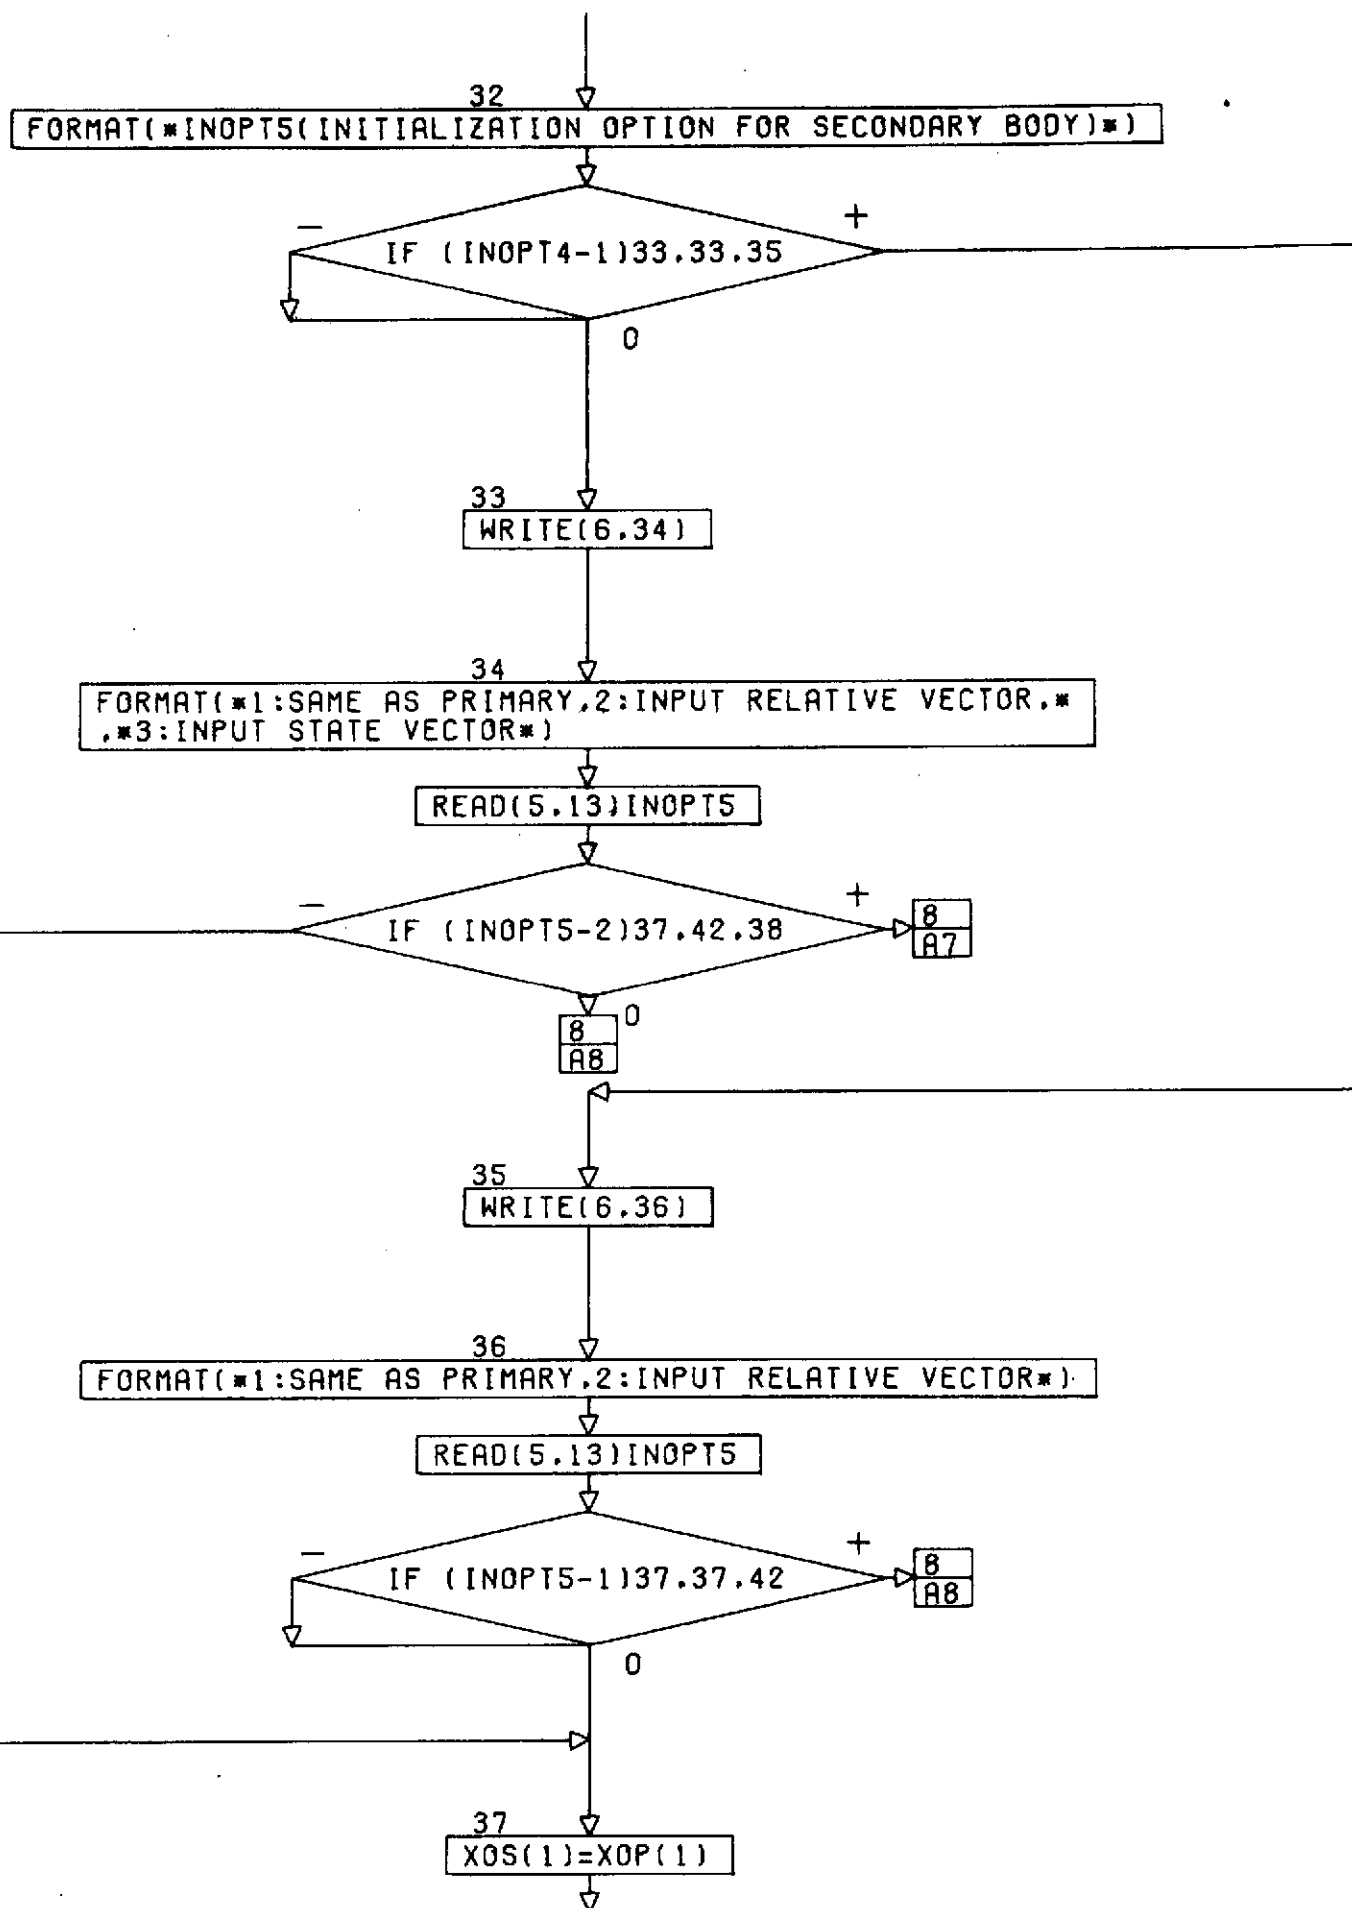 32
FORMAT(*INOPT5(INITIALIZATION OPTION FOR SECONDARY BODY)*)
- +
IF (INOPT4-1)33.33.35
0
33
WRITE(6.34)
34
FORMAT(*1:SAME AS PRIMARY.2:INPUT RELATIVE VECTOR.*
.*3:INPUT STATE VECTOR*)
READ(5.13)INOPT5
- +
IF (INOPT5-2)37.42.38
8
A7
0
8
A8
35
WRITE(6.36)
36
FORMAT(*1:SAME AS PRIMARY.2:INPUT RELATIVE VECTOR*)
READ(5.13)INOPT5
- +
IF (INOPT5-1)37.37.42
8
A8
0
37
XOS(1)=XOP(1)